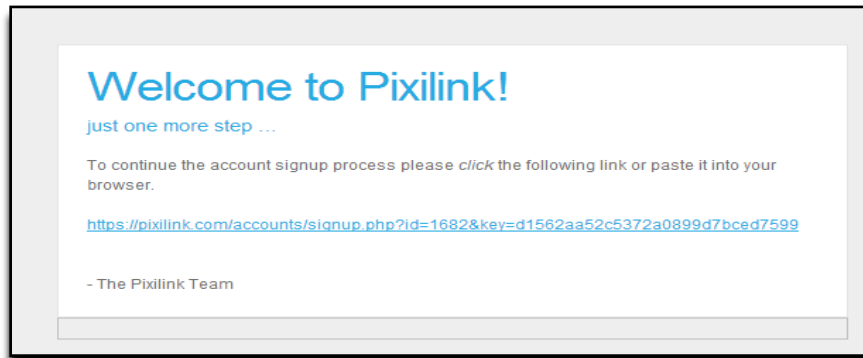 Welcome to Pixilink!
just one more step ...
To continue the account signup process please click the following link or paste it into your
browser.
https://pixilink.com/accounts/signup.php?id=1682&key=d1562aa52c5372a0899d7bced7599
- The Pixilink Team